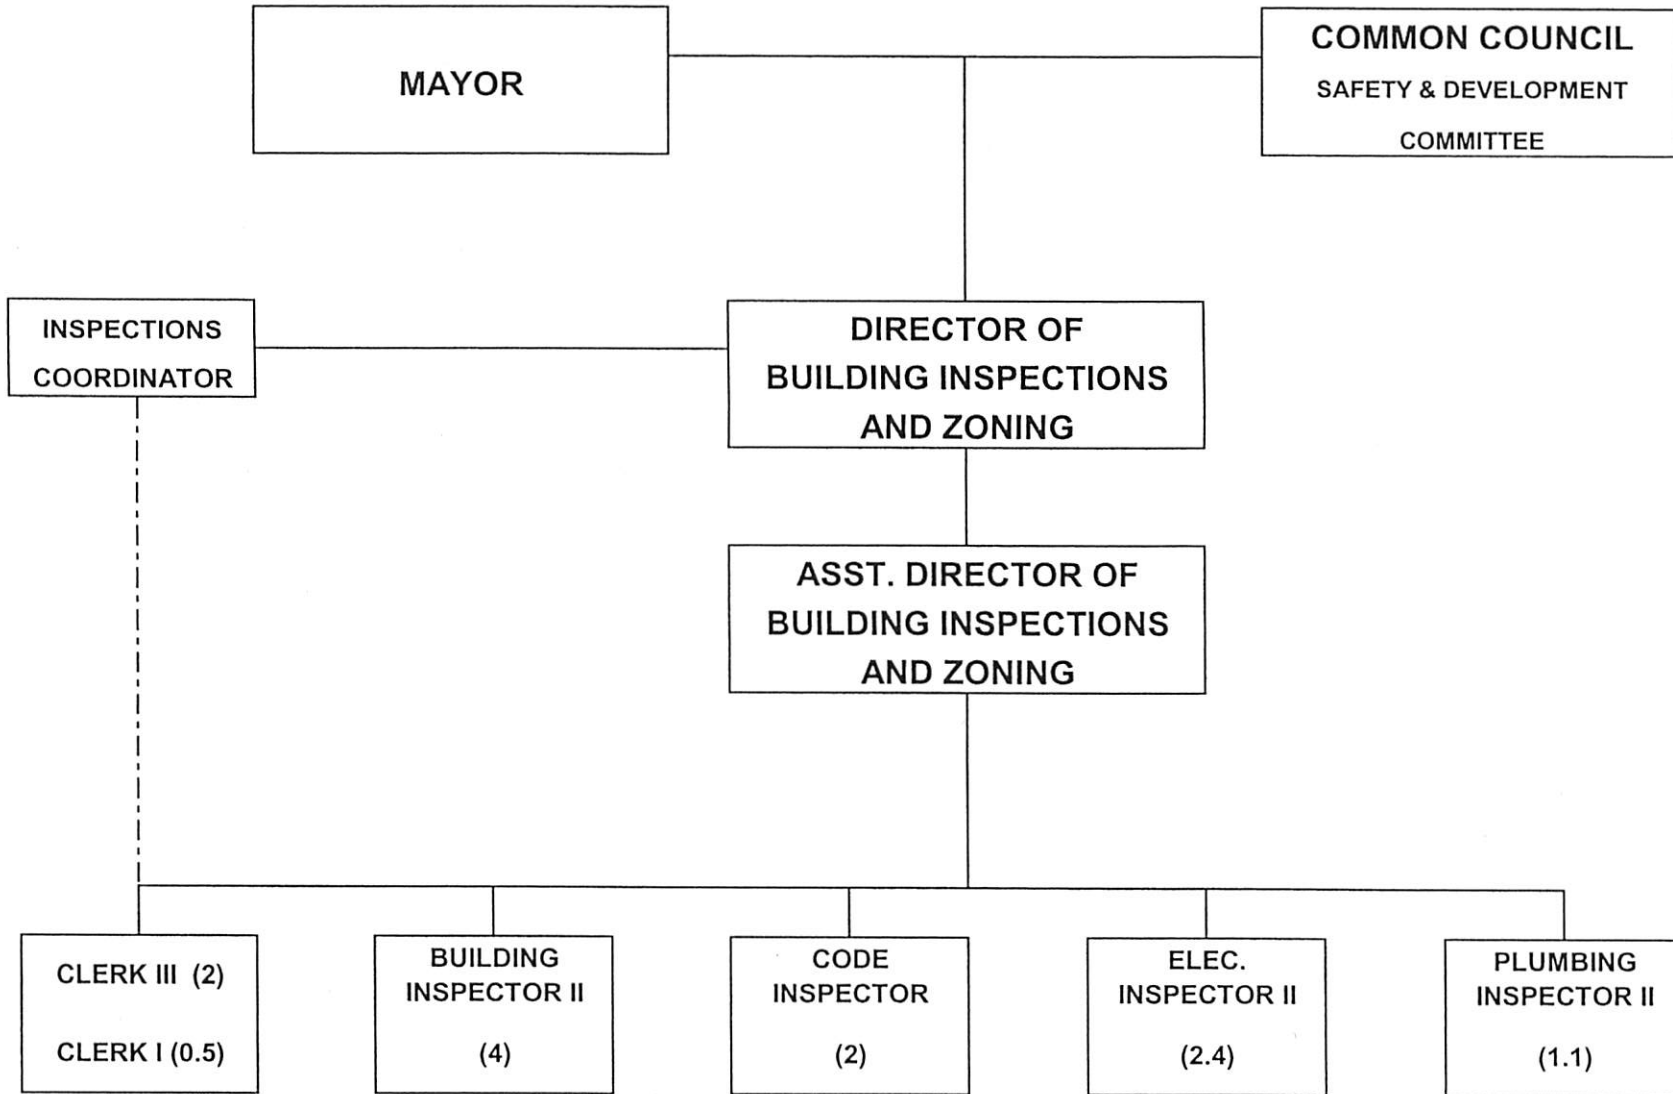 MAYOR
COMMON COUNCIL
SAFETY & DEVELOPMENT
COMMITTEE
INSPECTIONS
COORDINATOR
DIRECTOR OF
BUILDING INSPECTIONS
AND ZONING
ASST. DIRECTOR OF
BUILDING INSPECTIONS
AND ZONING
CLERK III (2)
CLERK I (0.5)
BUILDING
INSPECTOR II
(4)
CODE
INSPECTOR
(2)
ELEC.
INSPECTOR II
(2.4)
PLUMBING
INSPECTOR II
(1.1)